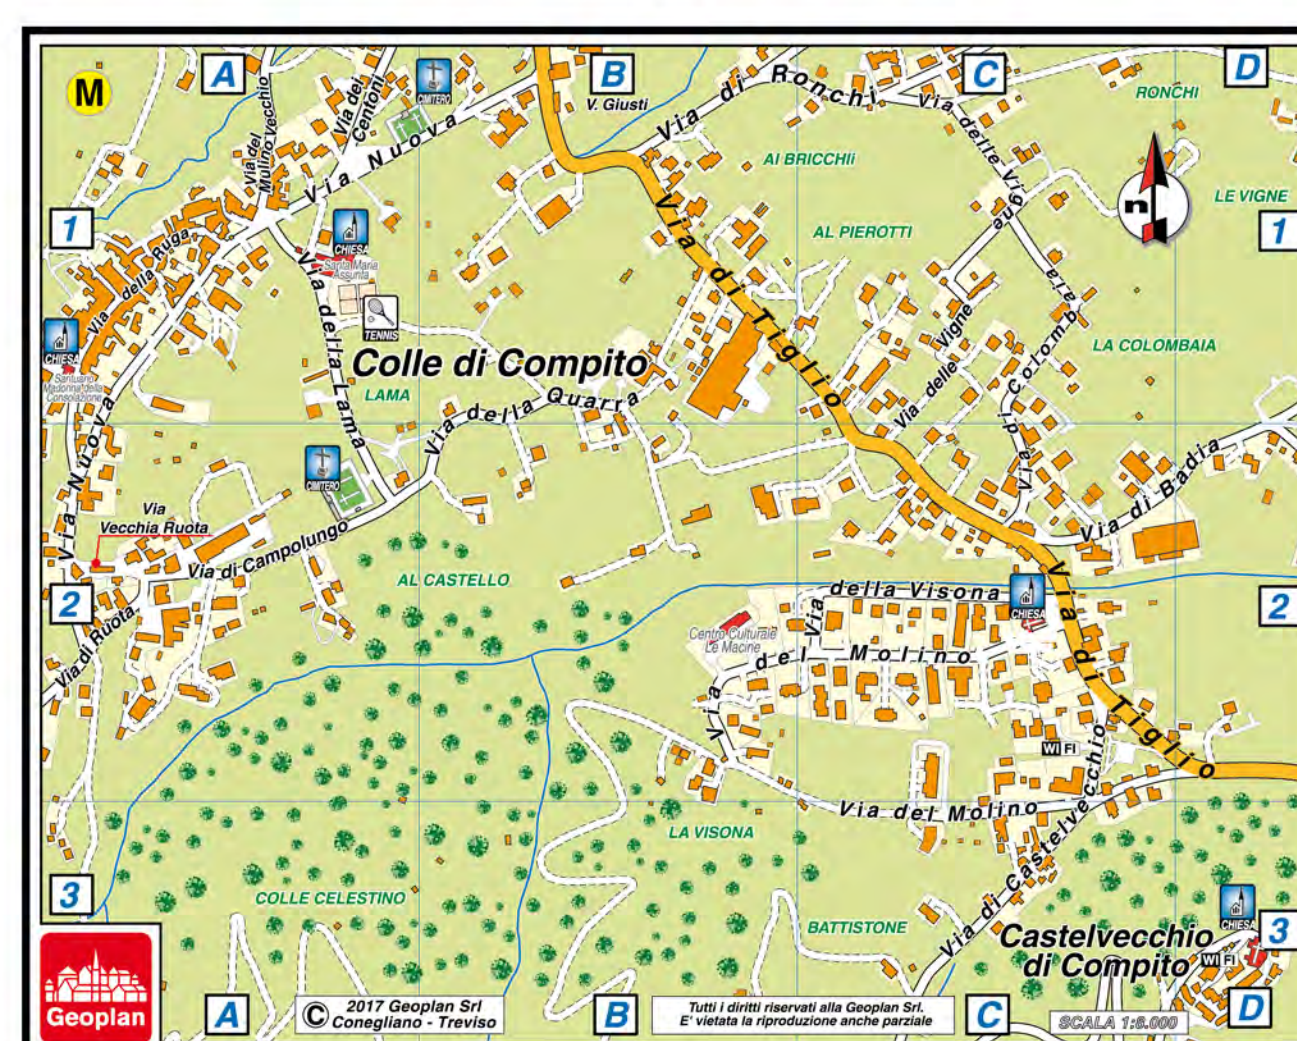 M
A
B
C
D
CIMITERO
V. Giusti
Via di Ronchi
RONCHI
Via del
Mulino Vecchio
Via dei
Centoni
Via Nuova
Via delle Vigne
AI BRICCHIi
n
LE VIGNE
1
1
CHIESA
Santa Maria
Assunta
AL PIEROTTI
Via della Ruga
Via di Tiglio
TENNIS
CHIESA
Santuario
Madonna della
Consolazione
Via della Lama
Colle di Compito
LAMA
Via della Quarra
Via delle Vigne
Via di Colombaia
LA COLOMBAIA
Via Nuova
CIMITERO
Via
Vecchia Ruota
Via di Campolungo
Via di Badia
AL CASTELLO
2
2
Via di Ruota
CHIESA
Via della Visona
Centro Culturale
Le Macine
Via del Molino
Via di Tiglio
WI FI
Via del Molino
Via di Castelvecchio
LA VISONA
COLLE CELESTINO
BATTISTONE
3
3
CHIESA
Castelvecchio
di Compito
WI FI
Geoplan
A
© 2017 Geoplan Srl
Conegliano - Treviso
B
Tutti i diritti riservati alla Geoplan Srl.
E' vietata la riproduzione anche parziale
C
SCALA 1:6.000
D